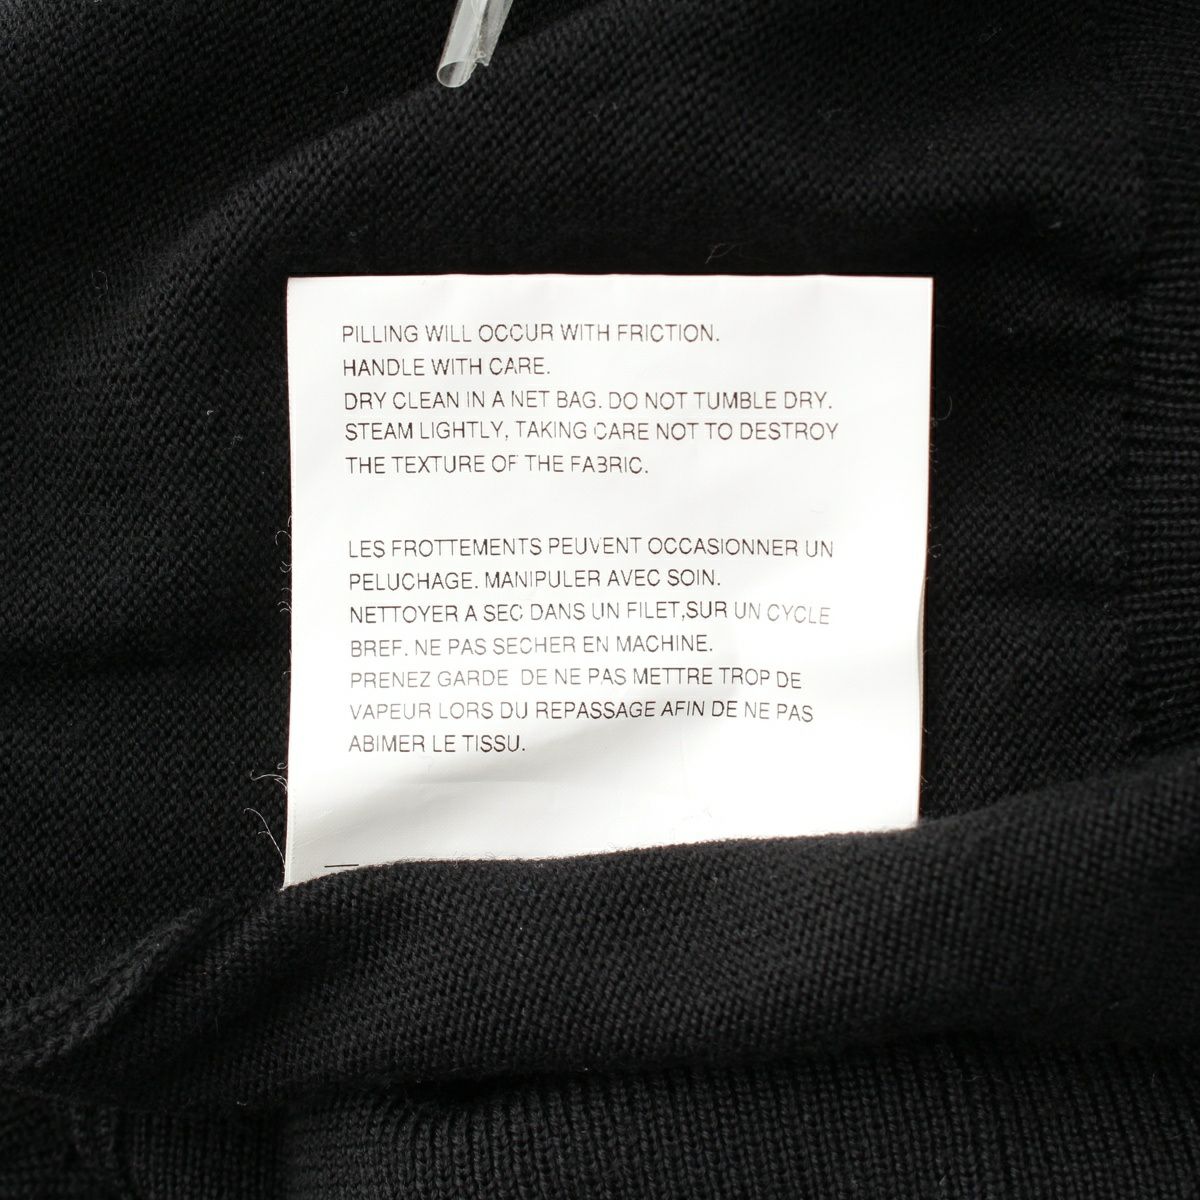 PILLING WILL OCCUR WITH FRICTION.
HANDLE WITH CARE.
DRY CLEAN IN A NET BAG. DO NOT TUMBLE DRY.
STEAM LIGHTLY, TAKING CARE NOT TO DESTROY
THE TEXTURE OF THE FABRIC.
LES FROTTEMENTS PEUVENT OCCASIONNER UN
PELUCHAGE. MANIPULER AVEC SOIN.
NETTOYER A SEC DANS UN FILET,SUR UN CYCLE
BREF. NE PAS SECHER EN MACHINE.
PRENEZ GARDE DE NE PAS METTRE TROP DE
VAPEUR LORS DU REPASSAGE AFIN DE NE PAS
ABIMER LE TISSU.